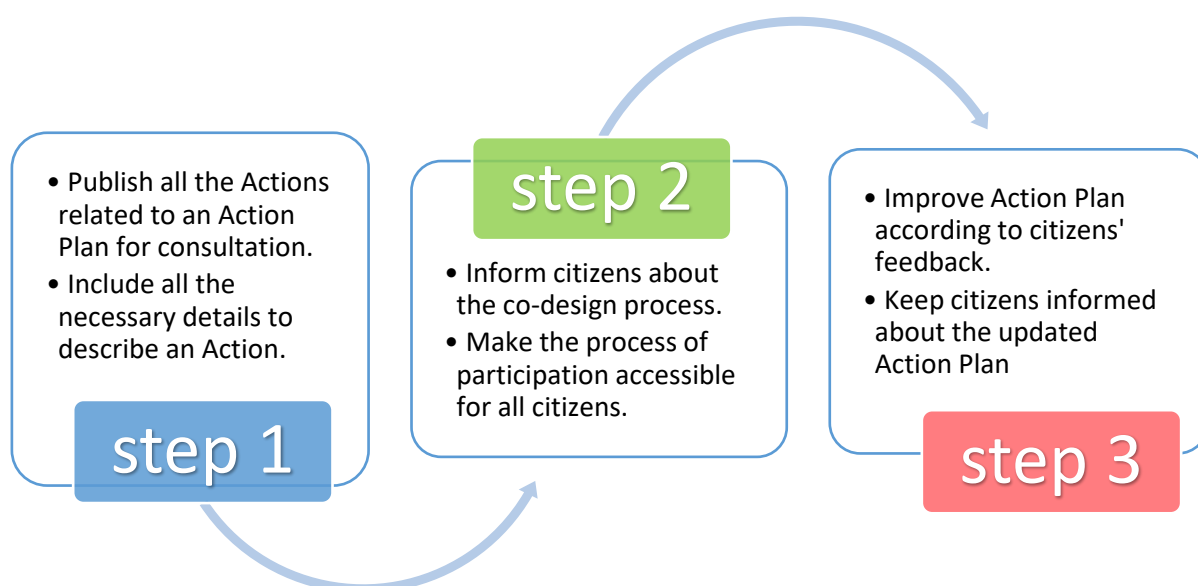 • Publish all the Actions
related to an Action
Plan for consultation.
• Include all the
necessary details to
describe an Action.
step 1
step 2
• Inform citizens about
the co-design process.
• Make the process of
participation accessible
for all citizens.
• Improve Action Plan
according to citizens'
feedback.
• Keep citizens informed
about the updated
Action Plan
step 3